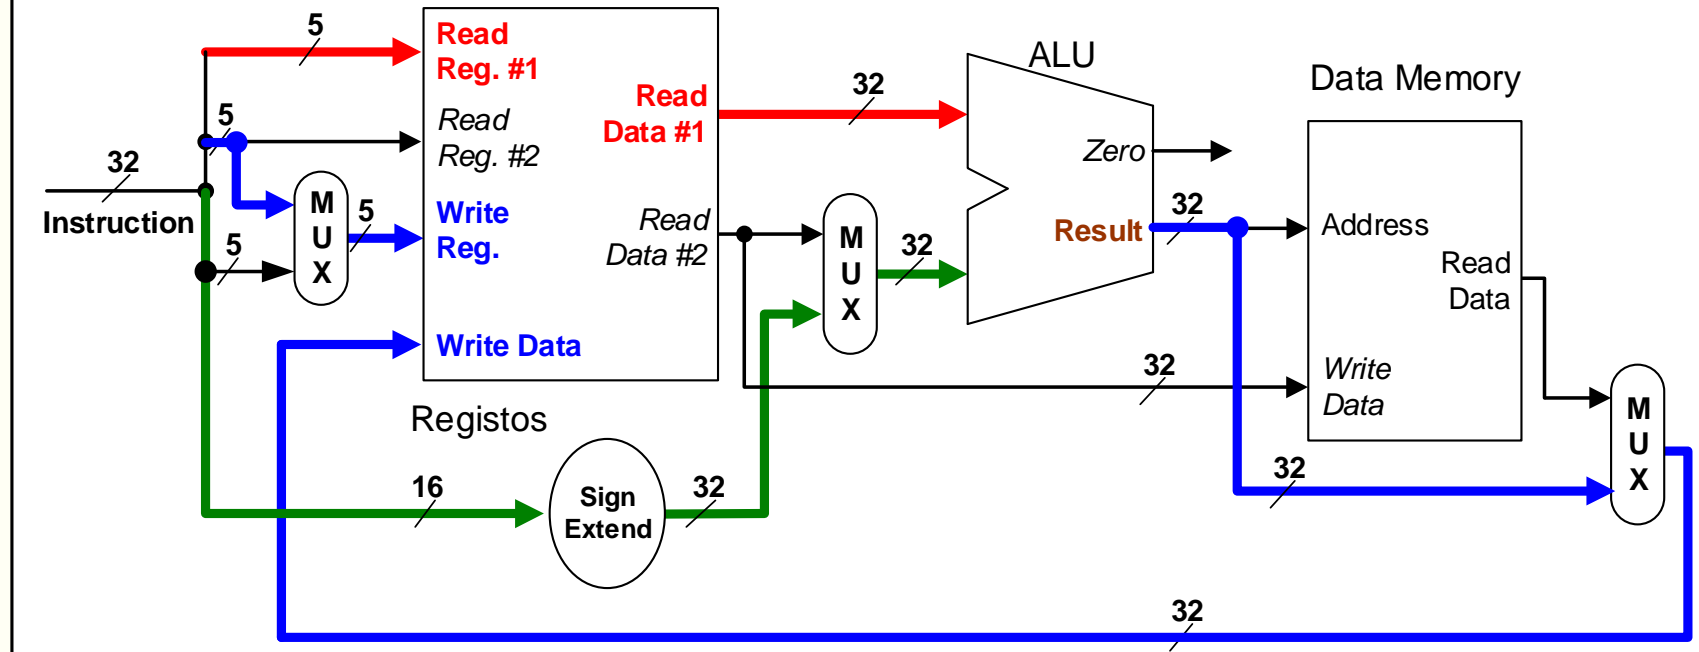 5
Read
Reg. #1
ALU
Data Memory
32
Read
Data #1
5
Read
Reg. #2
Zero
32
Instruction
M
U
X
5
Write
Reg.
Read
Data #2
M
U
X
32
Result
32
Address
5
Read
Data
Write Data
32
Write
Data
Registos
M
U
X
16
Sign
Extend
32
32
32